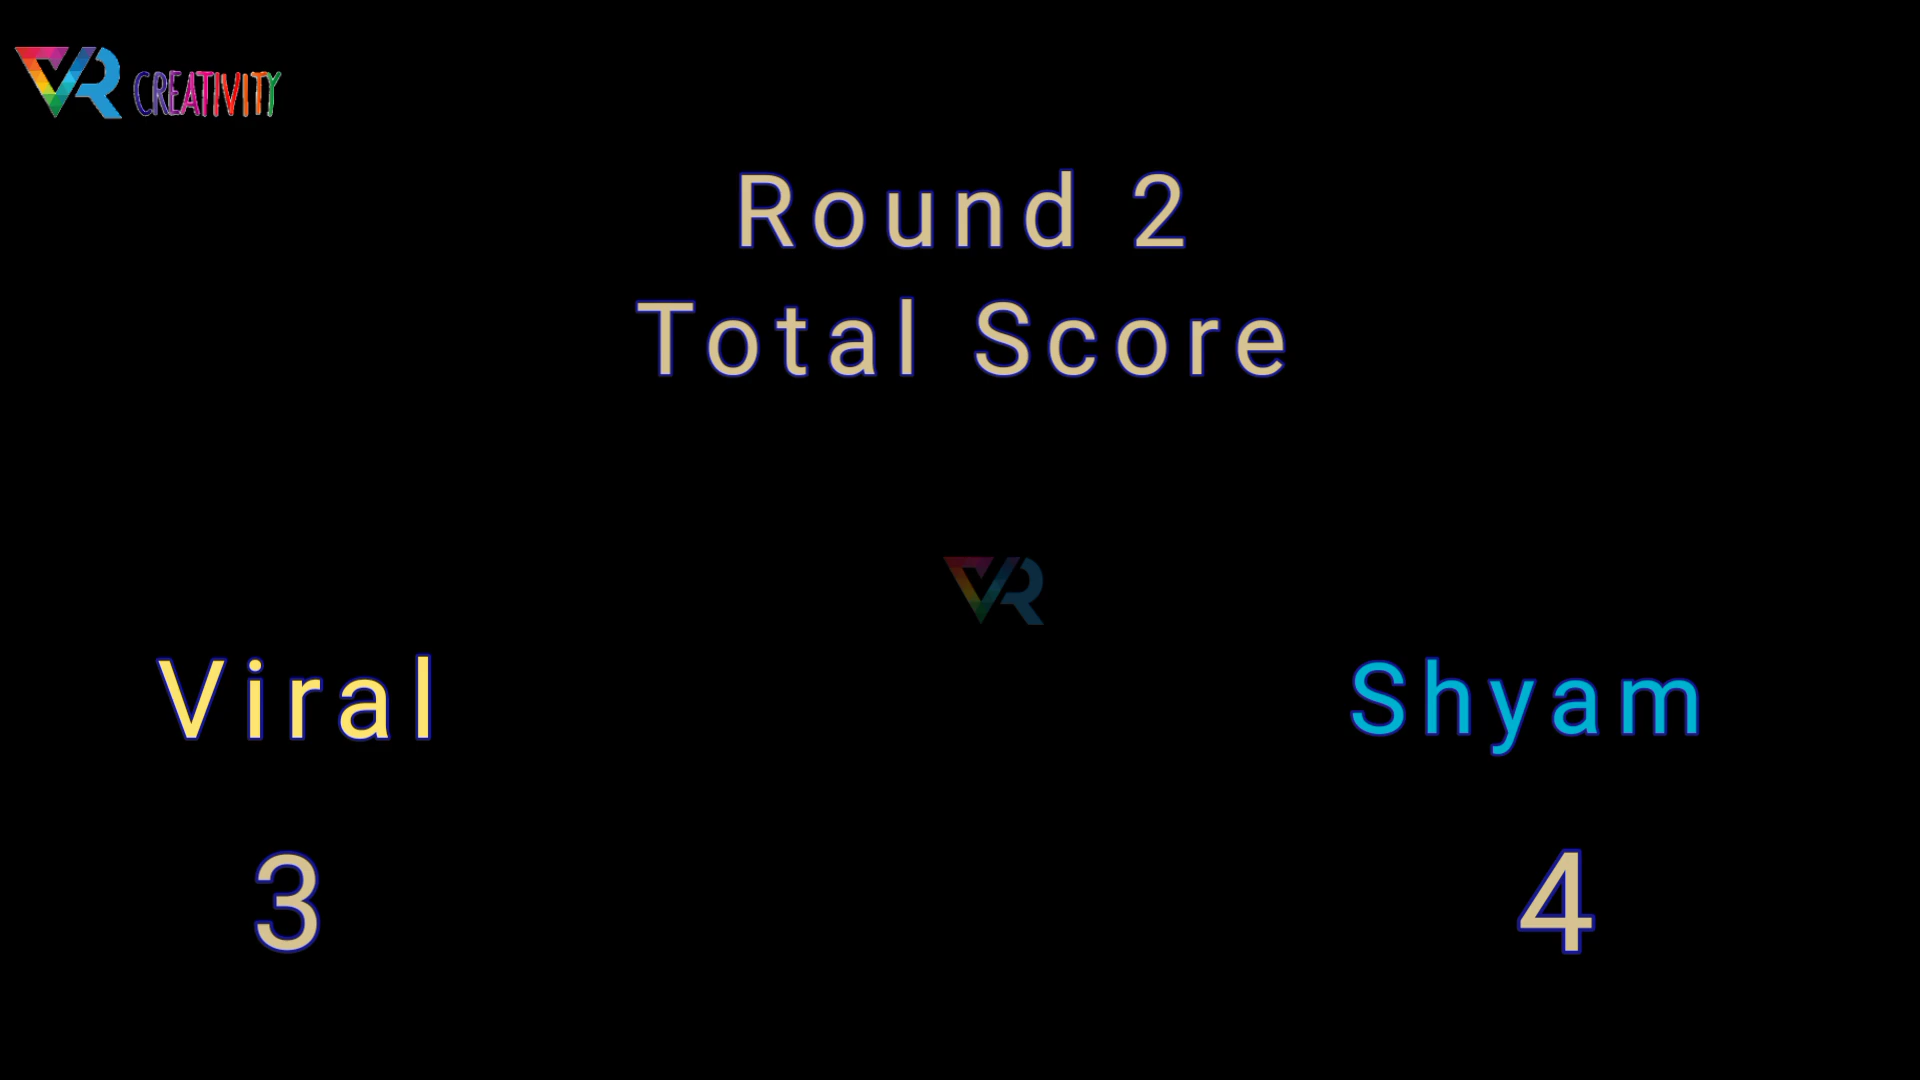 VR CREATIVITY
Round 2
Total Score
VR
Viral
Shyam
3
4